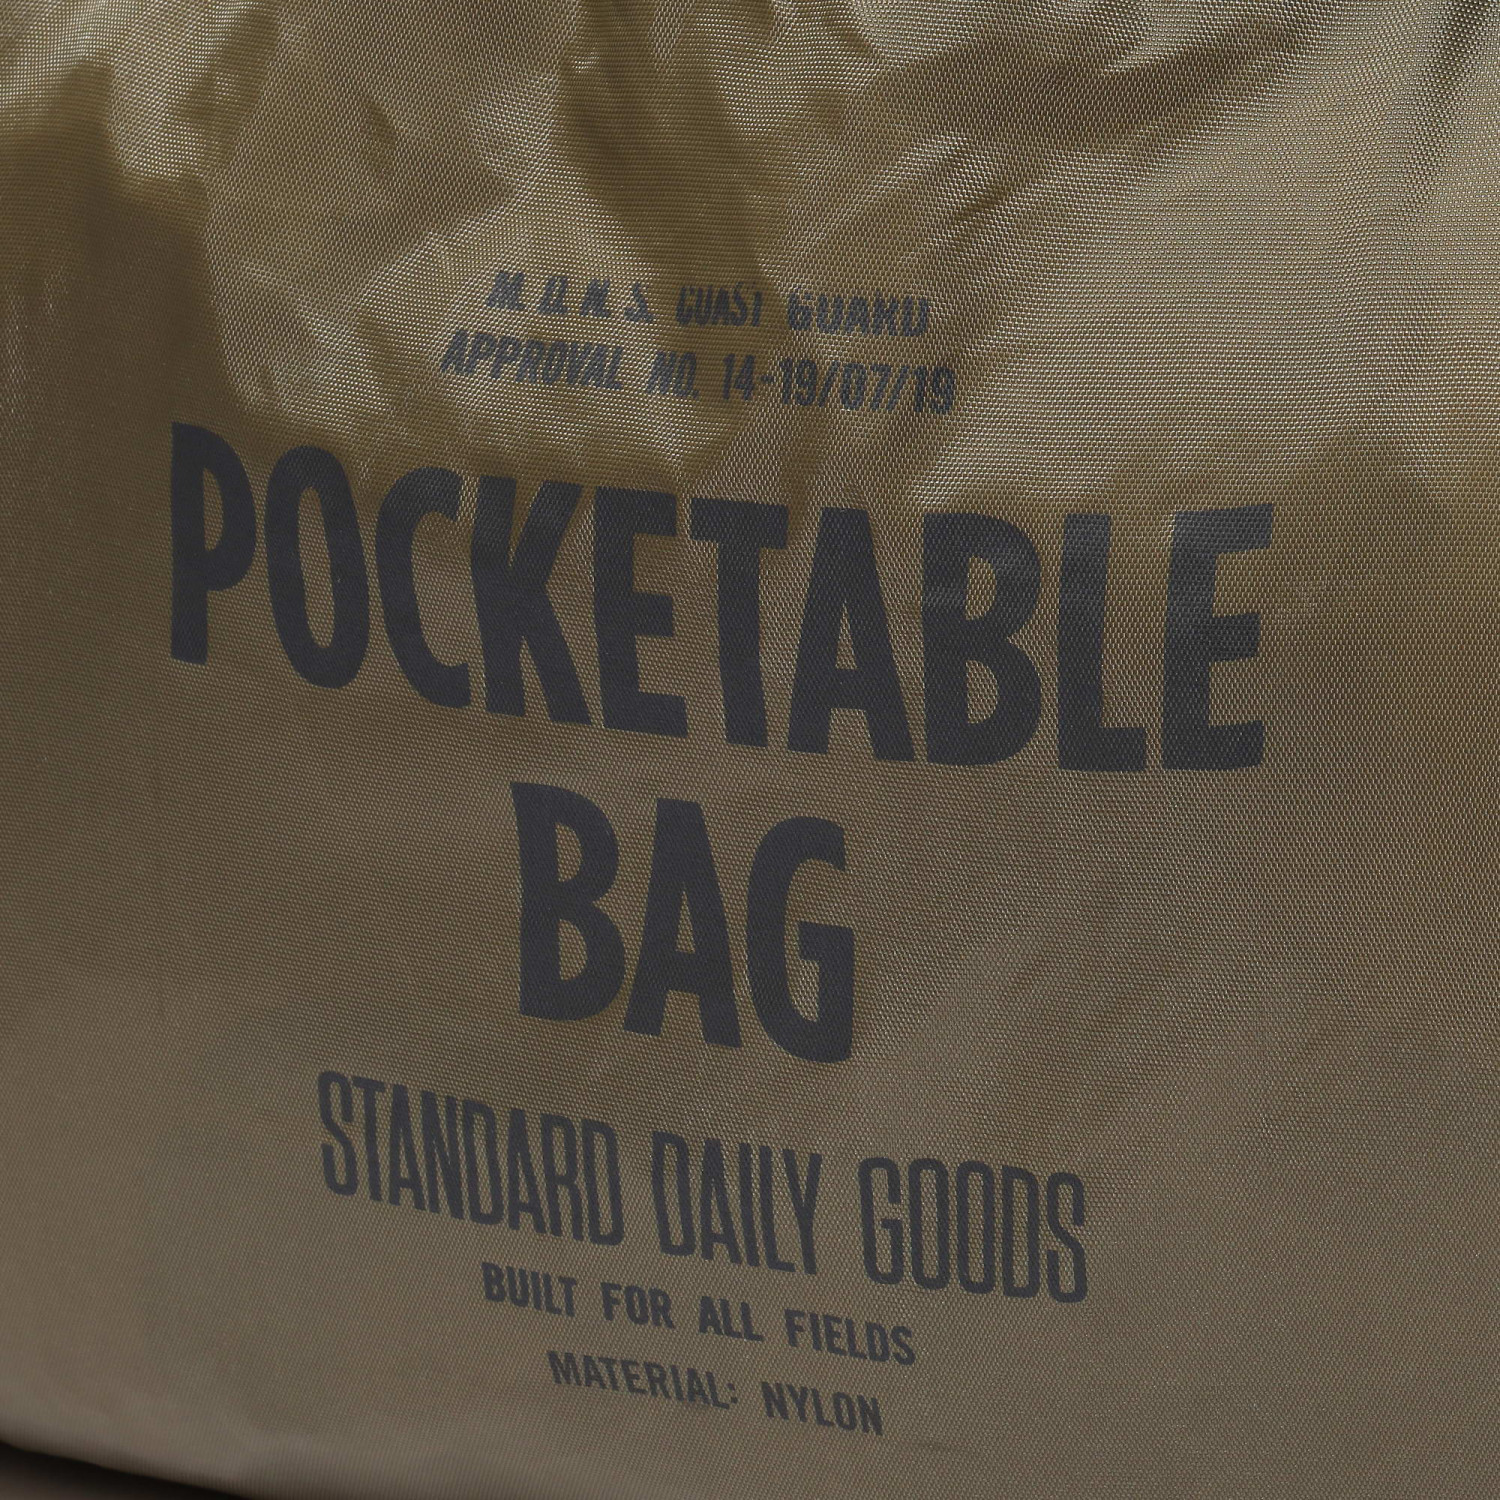 COAST GUARD
APPROVAL NO. 14-19/07/19
POCKETABLE
BAG
STANDARD DAILY GOODS
BUILT FOR ALL FIELDS
MATERIAL: NYLON